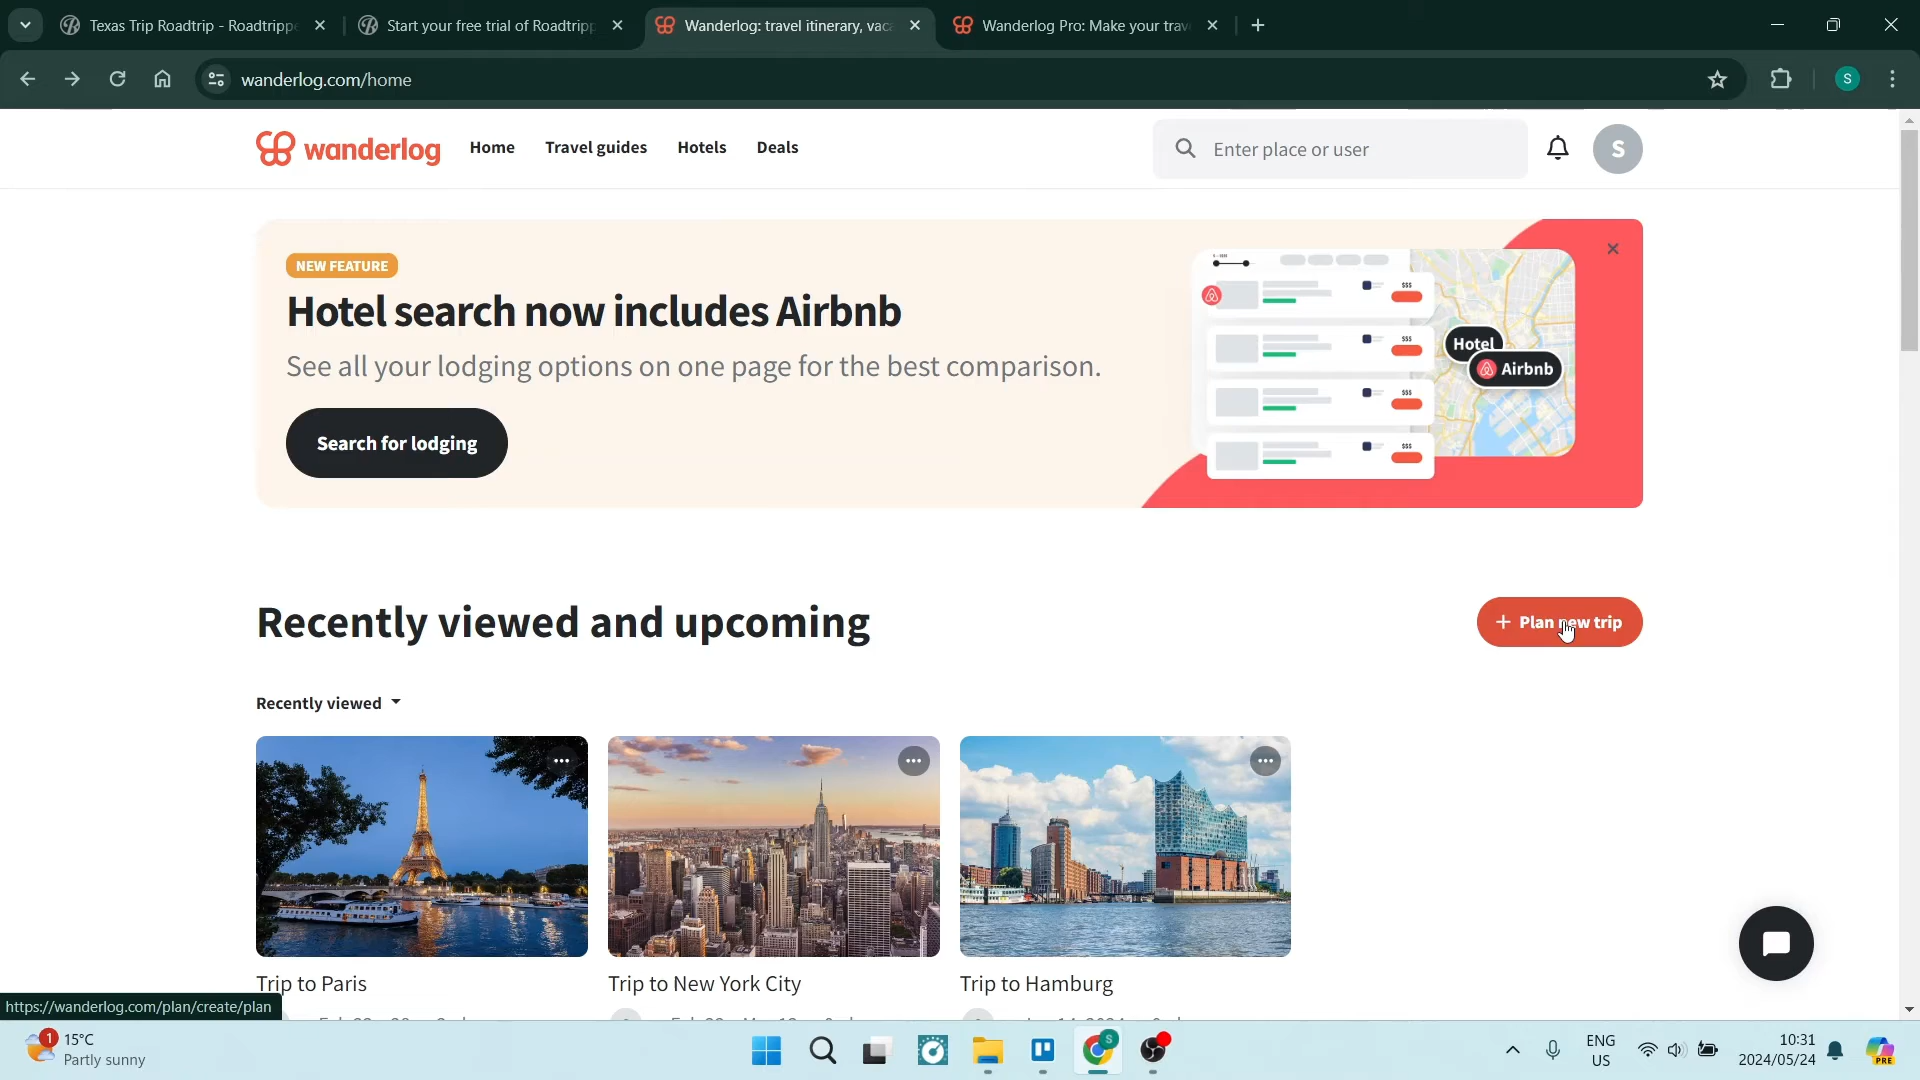 Texas Trip Roadtrip - Roadtrippe
Start your free trial of Roadtripp
Wanderlog: travel itinerary, vac
Wanderlog Pro: Make your trav
wanderlog.com/home
S
wanderlog
Home
Travel guides
Hotels
Deals
Enter place or user
S
NEW FEATURE
Hotel search now includes Airbnb
See all your lodging options on one page for the best comparison.
Search for lodging
$$$
$$$
$$$
$$$
Hotel
Airbnb
Recently viewed and upcoming
+ Plan new trip
Recently viewed
Trip to Paris
Trip to New York City
Trip to Hamburg
https://wanderlog.com/plan/create/plan
1
15°C
Partly sunny
S
ENG
US
10:31
2024/05/24
PRE